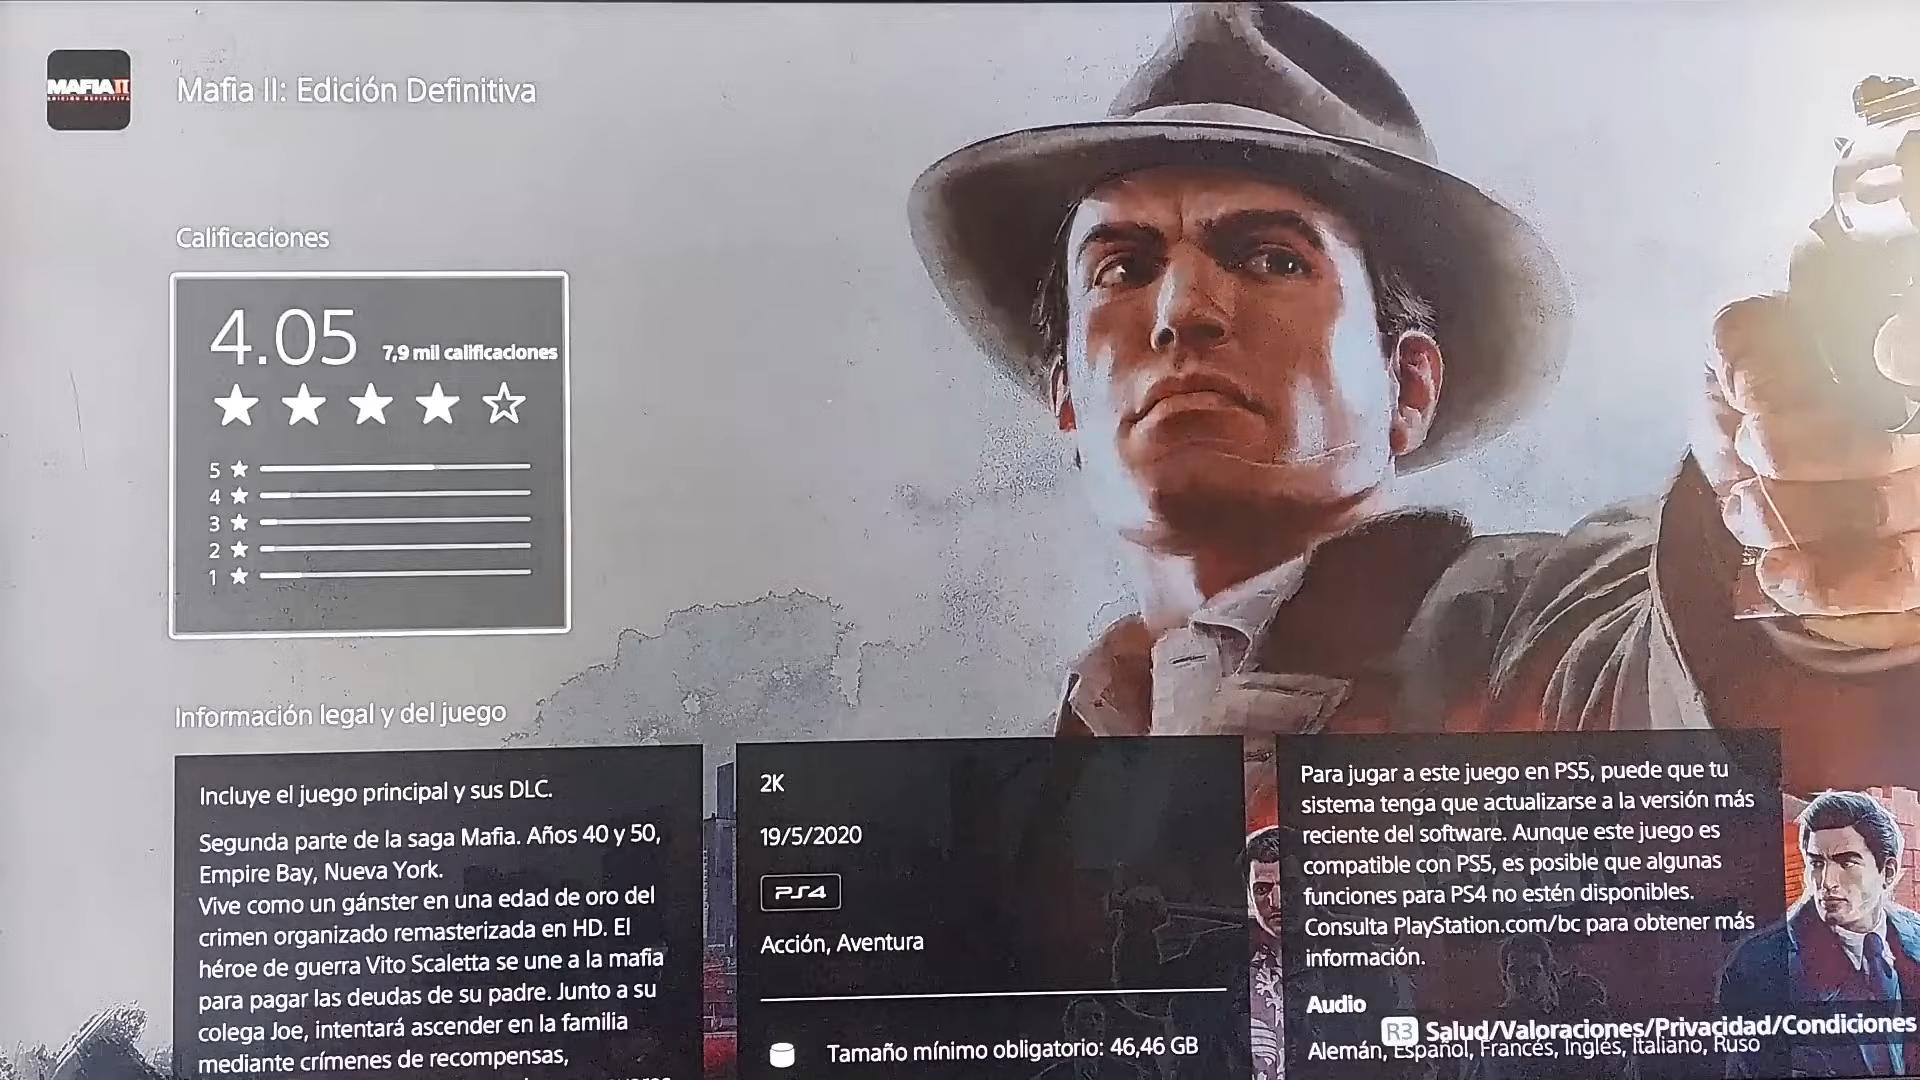 MAFIA II
EDICIÓN DEFINITIVA
Mafia II: Edición Definitiva
Calificaciones
4.05 7,9 mil calificaciones
5
4
3
2
1
Información legal y del juego
Incluye el juego principal y sus DLC.
Segunda parte de la saga Mafia. Años 40 y 50,
Empire Bay, Nueva York.
Vive como un gánster en una edad de oro del
crimen organizado remasterizada en HD. El
héroe de guerra Vito Scaletta se une a la mafia
para pagar las deudas de su padre. Junto a su
colega Joe, intentará ascender en la familia
mediante crímenes de recompensas,
2K
19/5/2020
PS4
Acción, Aventura
Tamaño mínimo obligatorio: 46,46 GB
Para jugar a este juego en PS5, puede que tu
sistema tenga que actualizarse a la versión más
reciente del software. Aunque este juego es
compatible con PS5, es posible que algunas
funciones para PS4 no estén disponibles.
Consulta PlayStation.com/bc para obtener más
información.
Audio
Alemán, Español, Francés, Inglés, Italiano, Ruso
R3 Salud/Valoraciones/Privacidad/Condiciones